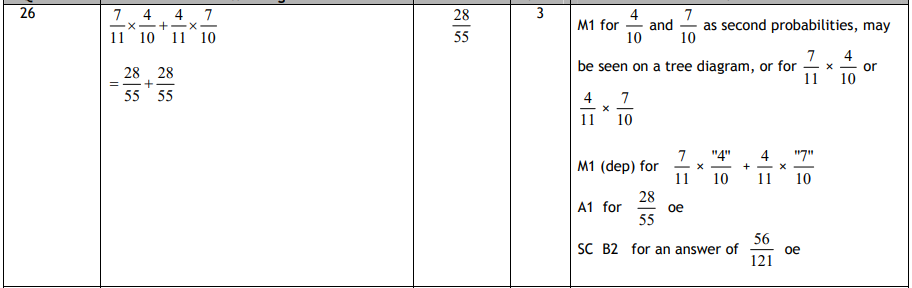 26
7/11 × 4/10 + 4/11 × 7/10
= 28/55 + 28/55
28/55
3
M1 for 4/10 and 7/10 as second probabilities, may
be seen on a tree diagram, or for 7/11 × 4/10 or
4/11 × 7/10
M1 (dep) for 7/11 × "4"/10 + 4/11 × "7"/10
A1 for 28/55 oe
SC B2 for an answer of 56/121 oe